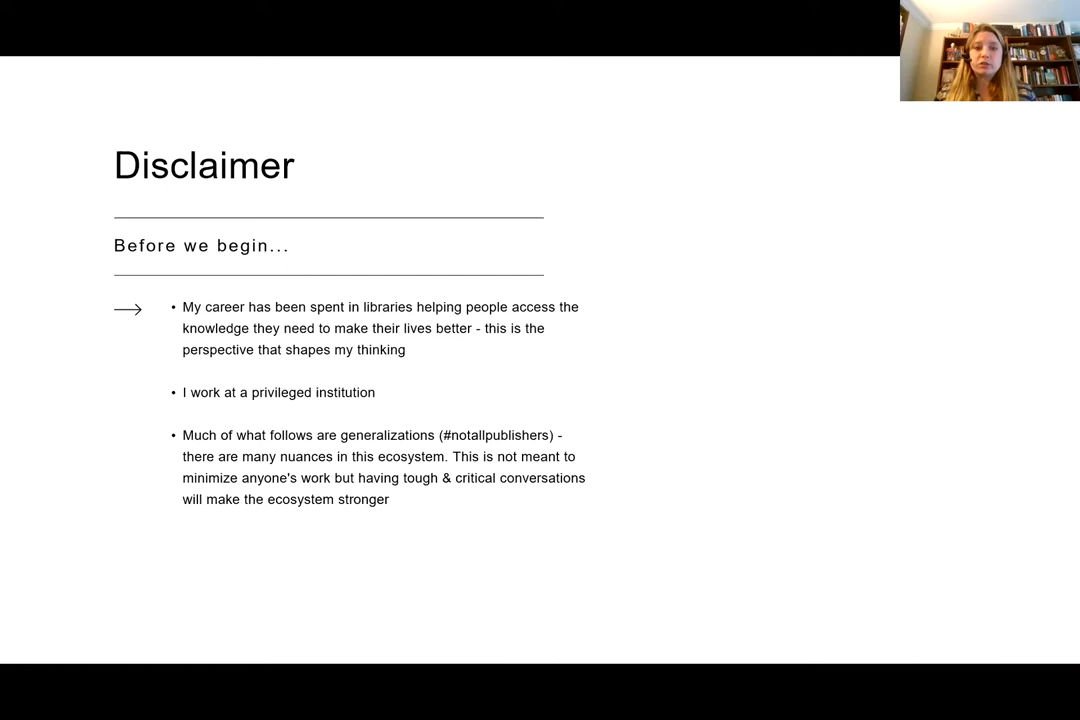 Disclaimer
Before we begin...
• My career has been spent in libraries helping people access the
knowledge they need to make their lives better - this is the
perspective that shapes my thinking
• I work at a privileged institution
• Much of what follows are generalizations (#notallpublishers) -
there are many nuances in this ecosystem. This is not meant to
minimize anyone's work but having tough & critical conversations
will make the ecosystem stronger